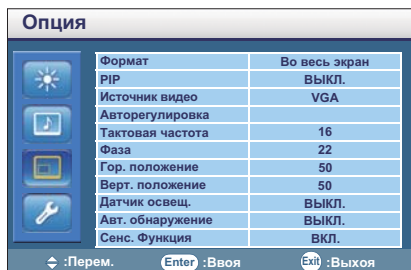 Опция
Формат Во весь экран
PIP ВЫКЛ.
Источник видео VGA
Авторегулировка
Тактовая частота 16
Фаза 22
Гор. положение 50
Верт. положение 50
Датчик освещ. ВЫКЛ.
Авт. обнаружение ВЫКЛ.
Сенс. Функция ВКЛ.
:Перем. Enter :Ввоя Exit :Выхоя